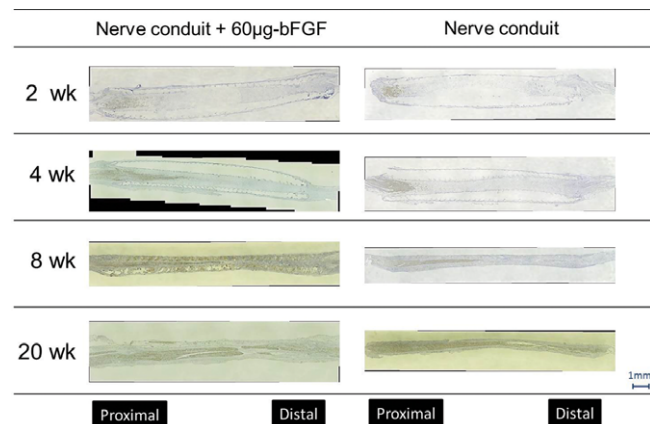 Nerve conduit + 60µg-bFGF Nerve conduit
2 wk
4 wk
8 wk
20 wk
1mm
Proximal Distal Proximal Distal